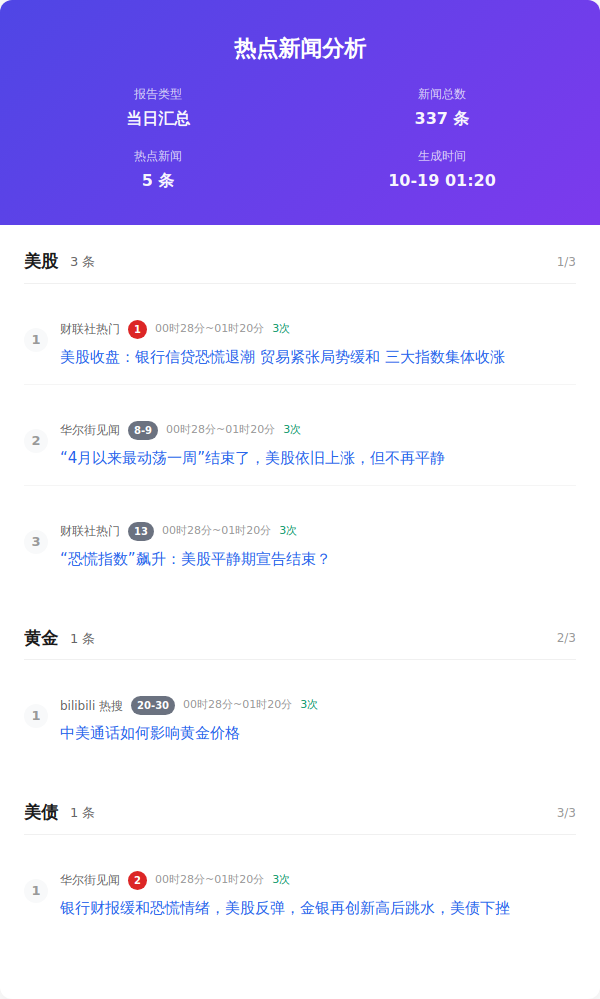 热点新闻分析
报告类型 新闻总数
当日汇总 337 条
热点新闻 生成时间
5 条 10-19 01:20
美股 3 条 1/3
财联社热门 1 00时28分~01时20分 3次
1
美股收盘：银行信贷恐慌退潮 贸易紧张局势缓和 三大指数集体收涨
华尔街见闻 8-9 00时28分~01时20分 3次
2
“4月以来最动荡一周”结束了，美股依旧上涨，但不再平静
财联社热门 13 00时28分~01时20分 3次
3
“恐慌指数”飙升：美股平静期宣告结束？
黄金 1 条 2/3
bilibili 热搜 20-30 00时28分~01时20分 3次
1
中美通话如何影响黄金价格
美债 1 条 3/3
华尔街见闻 2 00时28分~01时20分 3次
1
银行财报缓和恐慌情绪，美股反弹，金银再创新高后跳水，美债下挫